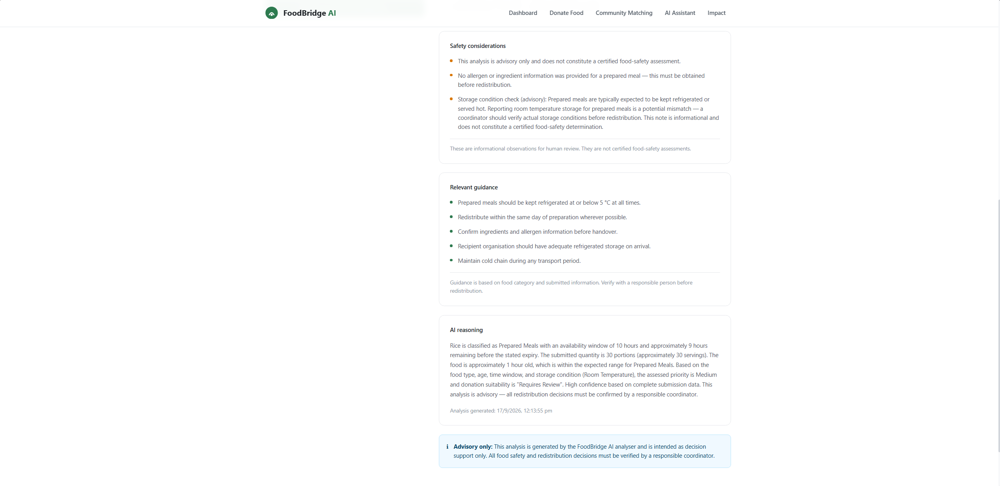 FoodBridge AI
Dashboard Donate Food Community Matching AI Assistant Impact
Safety considerations
This analysis is advisory only and does not constitute a certified food-safety assessment.
No allergen or ingredient information was provided for a prepared meal — this must be obtained
before redistribution.
Storage condition check (advisory): Prepared meals are typically expected to be kept refrigerated or
served hot. Reporting room temperature storage for prepared meals is a potential mismatch — a
coordinator should verify actual storage conditions before redistribution. This note is informational and
does not constitute a certified food-safety determination.
These are informational observations for human review. They are not certified food-safety assessments.
Relevant guidance
Prepared meals should be kept refrigerated at or below 5 °C at all times.
Redistribute within the same day of preparation wherever possible.
Confirm ingredients and allergen information before handover.
Recipient organisation should have adequate refrigerated storage on arrival.
Maintain cold chain during any transport period.
Guidance is based on food category and submitted information. Verify with a responsible person before
redistribution.
AI reasoning
Rice is classified as Prepared Meals with an availability window of 10 hours and approximately 9 hours
remaining before the stated expiry. The submitted quantity is 30 portions (approximately 30 servings). The
food is approximately 1 hour old, which is within the expected range for Prepared Meals. Based on the
food type, age, time window, and storage condition (Room Temperature), the assessed priority is Medium
and donation suitability is "Requires Review". High confidence based on complete submission data. This
analysis is advisory — all redistribution decisions must be confirmed by a responsible coordinator.
Analysis generated: 17/9/2026, 12:13:55 pm
i Advisory only: This analysis is generated by the FoodBridge AI analyser and is intended as decision
support only. All food safety and redistribution decisions must be verified by a responsible coordinator.